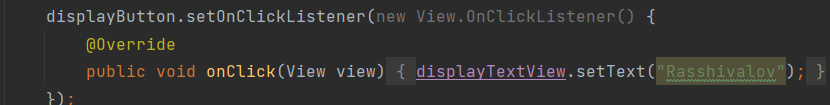 displayButton.setOnClickListener(new View.OnClickListener() {
@Override
public void onClick(View view) { displayTextView.setText("Rasshivalov"); }
});